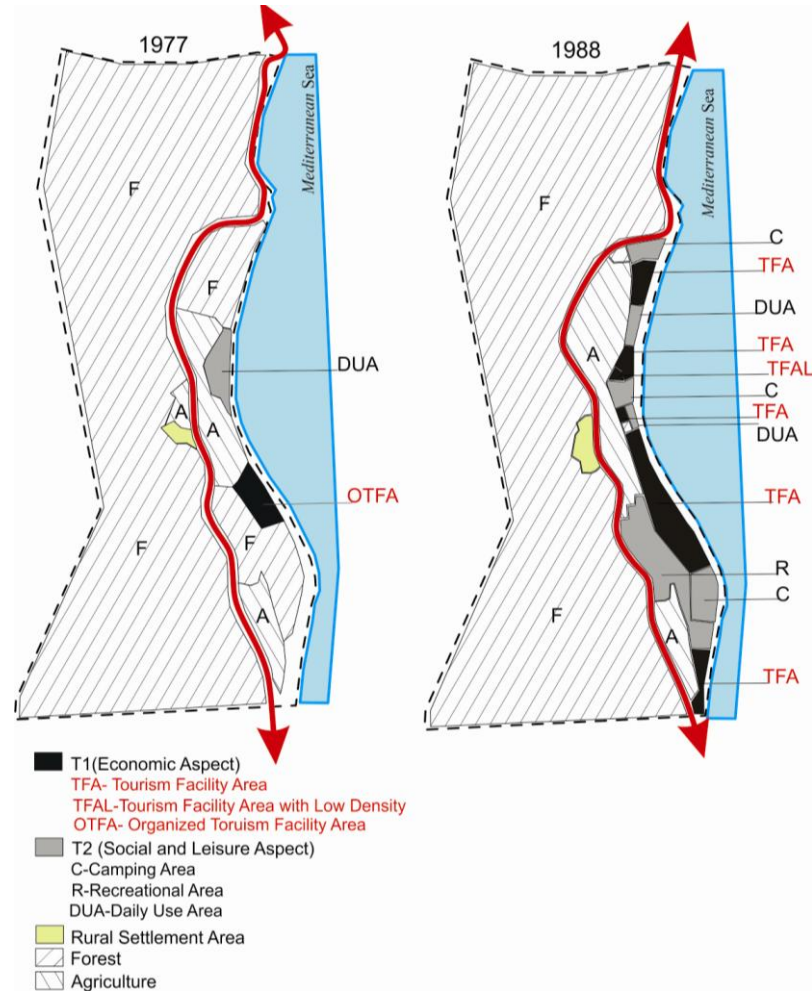 1977
Mediterranean Sea
F
F
DUA
A
A
OTFA
F
F
A
1988
Mediterranean Sea
F
C
TFA
DUA
TFA
A
TFAL
C
TFA
DUA
TFA
R
C
F
A
TFA
T1(Economic Aspect)
TFA- Tourism Facility Area
TFAL-Tourism Facility Area with Low Density
OTFA- Organized Toruism Facility Area
T2 (Social and Leisure Aspect)
C-Camping Area
R-Recreational Area
DUA-Daily Use Area
Rural Settlement Area
Forest
Agriculture